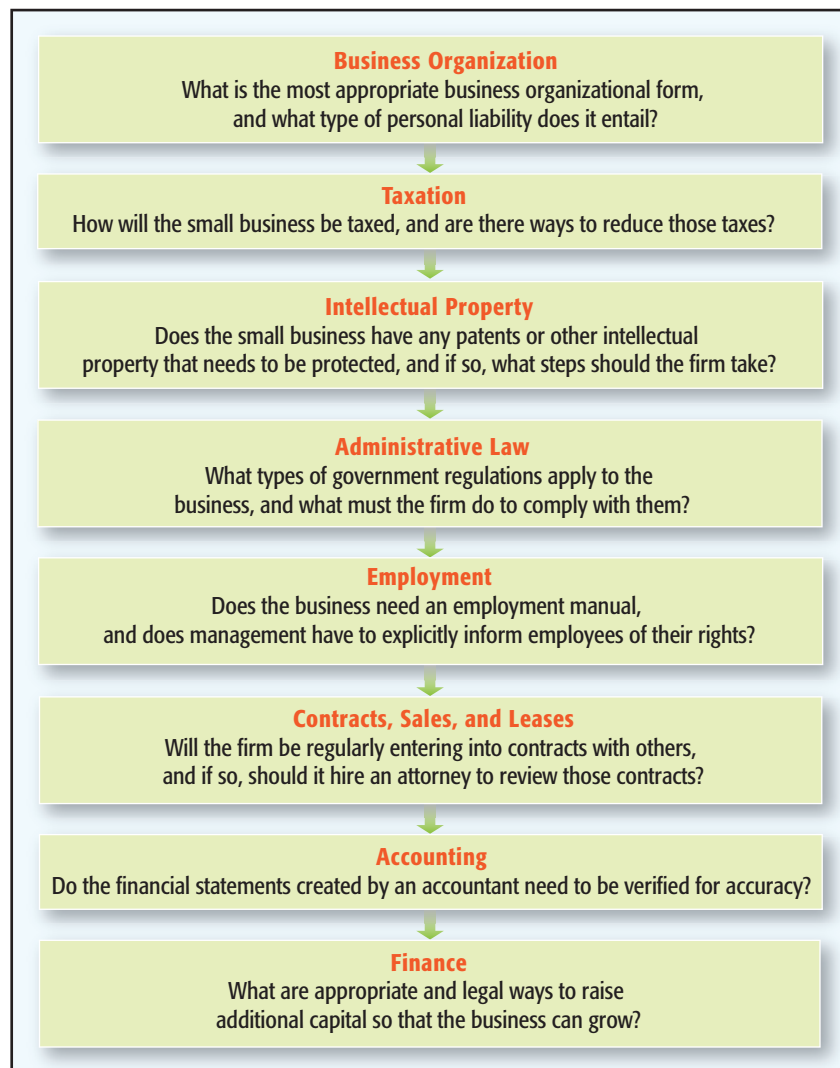 Business Organization
What is the most appropriate business organizational form,
and what type of personal liability does it entail?
Taxation
How will the small business be taxed, and are there ways to reduce those taxes?
Intellectual Property
Does the small business have any patents or other intellectual
property that needs to be protected, and if so, what steps should the firm take?
Administrative Law
What types of government regulations apply to the
business, and what must the firm do to comply with them?
Employment
Does the business need an employment manual,
and does management have to explicitly inform employees of their rights?
Contracts, Sales, and Leases
Will the firm be regularly entering into contracts with others,
and if so, should it hire an attorney to review those contracts?
Accounting
Do the financial statements created by an accountant need to be verified for accuracy?
Finance
What are appropriate and legal ways to raise
additional capital so that the business can grow?